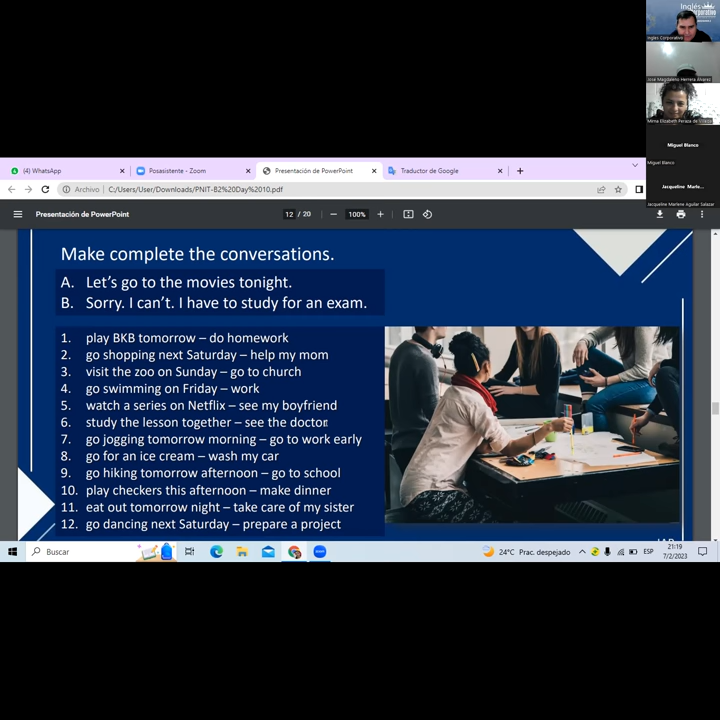 Inglés
Corporativo
Ingles Corporativo
José Magdaleno Herrera Álvarez
Mirna Elizabeth Peraza de
Miguel Blanco
Miguel Blanco
Jacqueline Marle...
Jacqueline Marlene Aguilar Salazar
(4) WhatsApp
Posasistente - Zoom
Presentación de PowerPoint
Traductor de Google
Archivo | C:/Users/User/Downloads/PNIT-B2%20Day%2010.pdf
Presentación de PowerPoint
12 / 20
100%
Make complete the conversations.
A. Let's go to the movies tonight.
B. Sorry. I can't. I have to study for an exam.
1. play BKB tomorrow – do homework
2. go shopping next Saturday – help my mom
3. visit the zoo on Sunday – go to church
4. go swimming on Friday – work
5. watch a series on Netflix – see my boyfriend
6. study the lesson together – see the doctor
7. go jogging tomorrow morning – go to work early
8. go for an ice cream – wash my car
9. go hiking tomorrow afternoon – go to school
10. play checkers this afternoon – make dinner
11. eat out tomorrow night – take care of my sister
12. go dancing next Saturday – prepare a project
Buscar
24°C Prac. despejado
ESP
21:19
7/2/2023